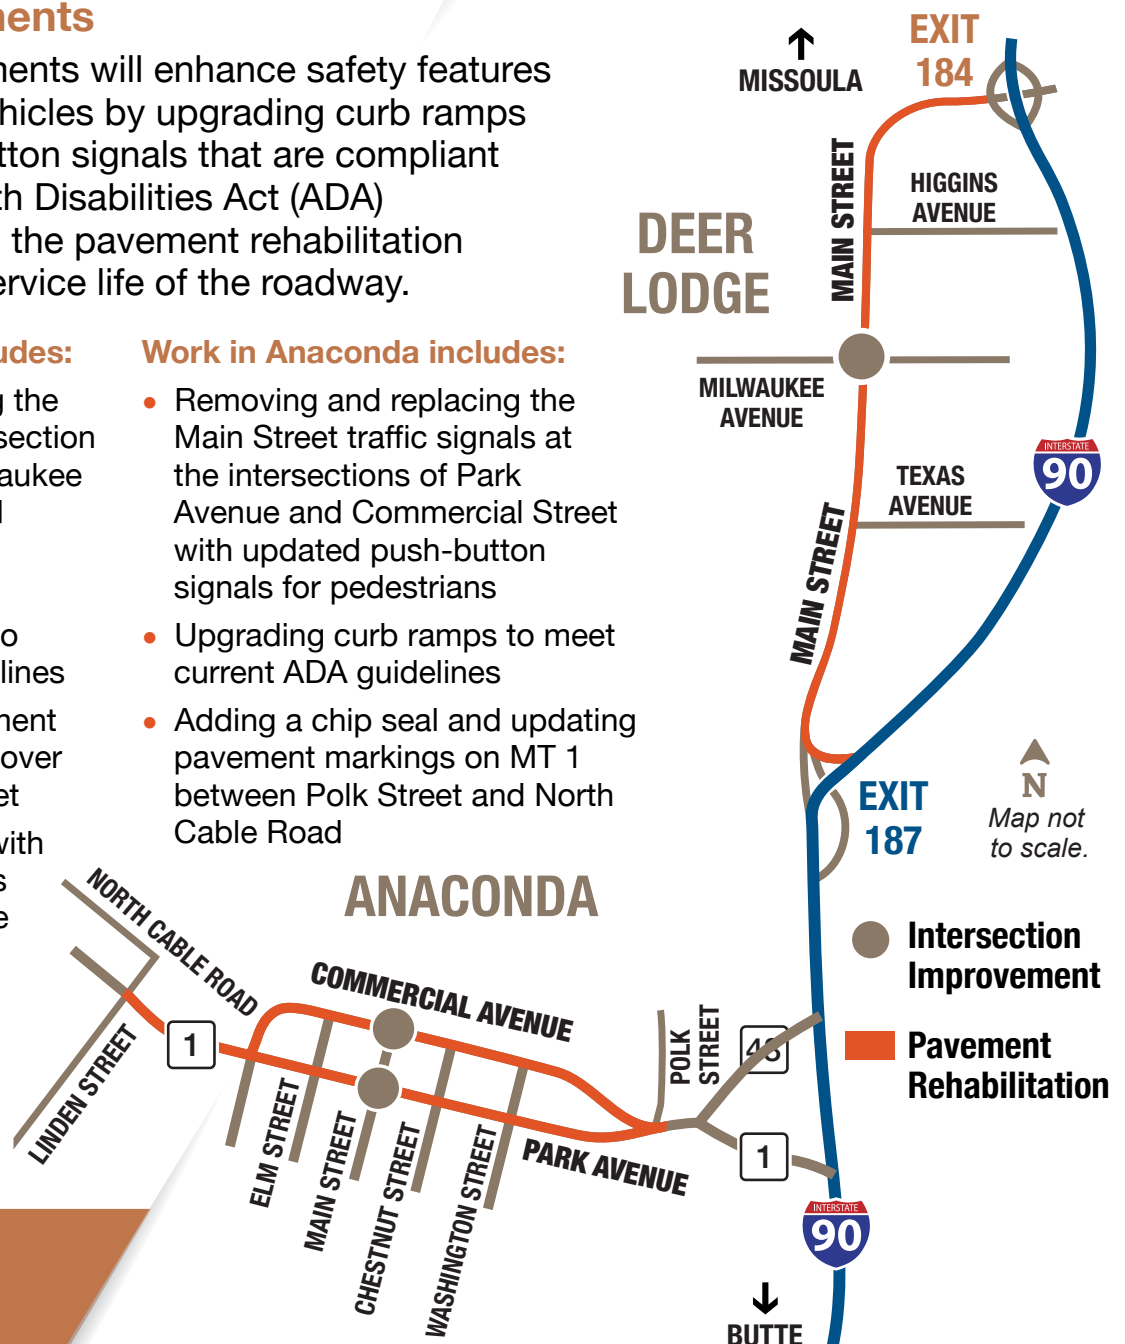 ments
ments will enhance safety features
hicles by upgrading curb ramps
tton signals that are compliant
th Disabilities Act (ADA)
the pavement rehabilitation
ervice life of the roadway.
udes:
g the
section
aukee
o
lines
ment
over
et
with
s
e
Work in Anaconda includes:
• Removing and replacing the
Main Street traffic signals at
the intersections of Park
Avenue and Commercial Street
with updated push-button
signals for pedestrians
• Upgrading curb ramps to meet
current ADA guidelines
• Adding a chip seal and updating
pavement markings on MT 1
between Polk Street and North
Cable Road
MISSOULA
EXIT
184
MAIN STREET
HIGGINS
AVENUE
DEER
LODGE
MILWAUKEE
AVENUE
INTERSTATE
90
TEXAS
AVENUE
MAIN STREET
EXIT
187
N
Map not
to scale.
ANACONDA
Intersection
Improvement
Pavement
Rehabilitation
NORTH CABLE ROAD
COMMERCIAL AVENUE
1
LINDEN STREET
ELM STREET
MAIN STREET
CHESTNUT STREET
WASHINGTON STREET
PARK AVENUE
POLK
STREET
48
1
INTERSTATE
90
BUTTE